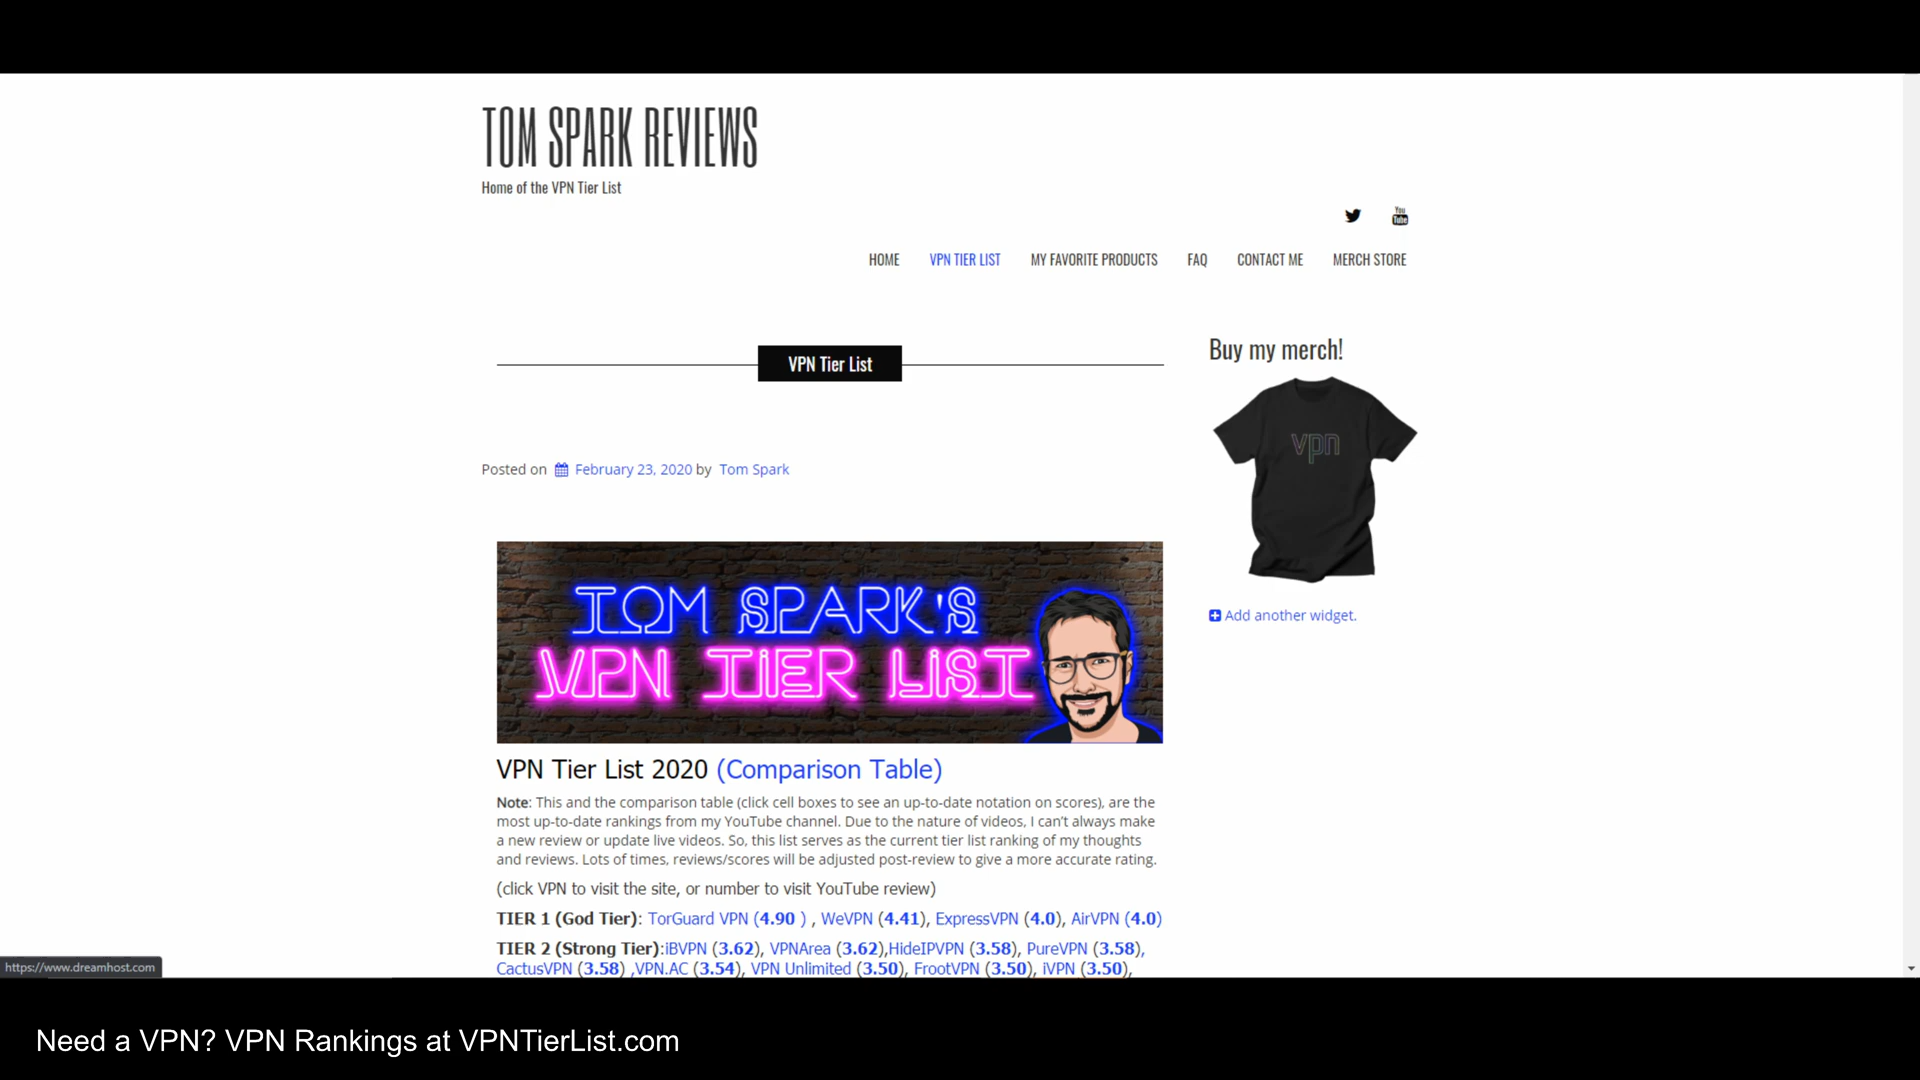 TOM SPARK REVIEWS
Home of the VPN Tier List
You
Tube
HOME VPN TIER LIST MY FAVORITE PRODUCTS FAQ CONTACT ME MERCH STORE
VPN Tier List
Buy my merch!
vpn
Posted on February 23, 2020 by Tom Spark
Add another widget.
TOM SPARK'S
VPN TIER LIST
VPN Tier List 2020 (Comparison Table)
Note: This and the comparison table (click cell boxes to see an up-to-date notation on scores), are the
most up-to-date rankings from my YouTube channel. Due to the nature of videos, I can't always make
a new review or update live videos. So, this list serves as the current tier list ranking of my thoughts
and reviews. Lots of times, reviews/scores will be adjusted post-review to give a more accurate rating.
(click VPN to visit the site, or number to visit YouTube review)
TIER 1 (God Tier): TorGuard VPN (4.90 ) , WeVPN (4.41), ExpressVPN (4.0), AirVPN (4.0)
TIER 2 (Strong Tier):iBVPN (3.62), VPNArea (3.62),HideIPVPN (3.58), PureVPN (3.58),
CactusVPN (3.58) ,VPN.AC (3.54), VPN Unlimited (3.50), FrootVPN (3.50), iVPN (3.50),
https://www.dreamhost.com
Need a VPN? VPN Rankings at VPNTierList.com